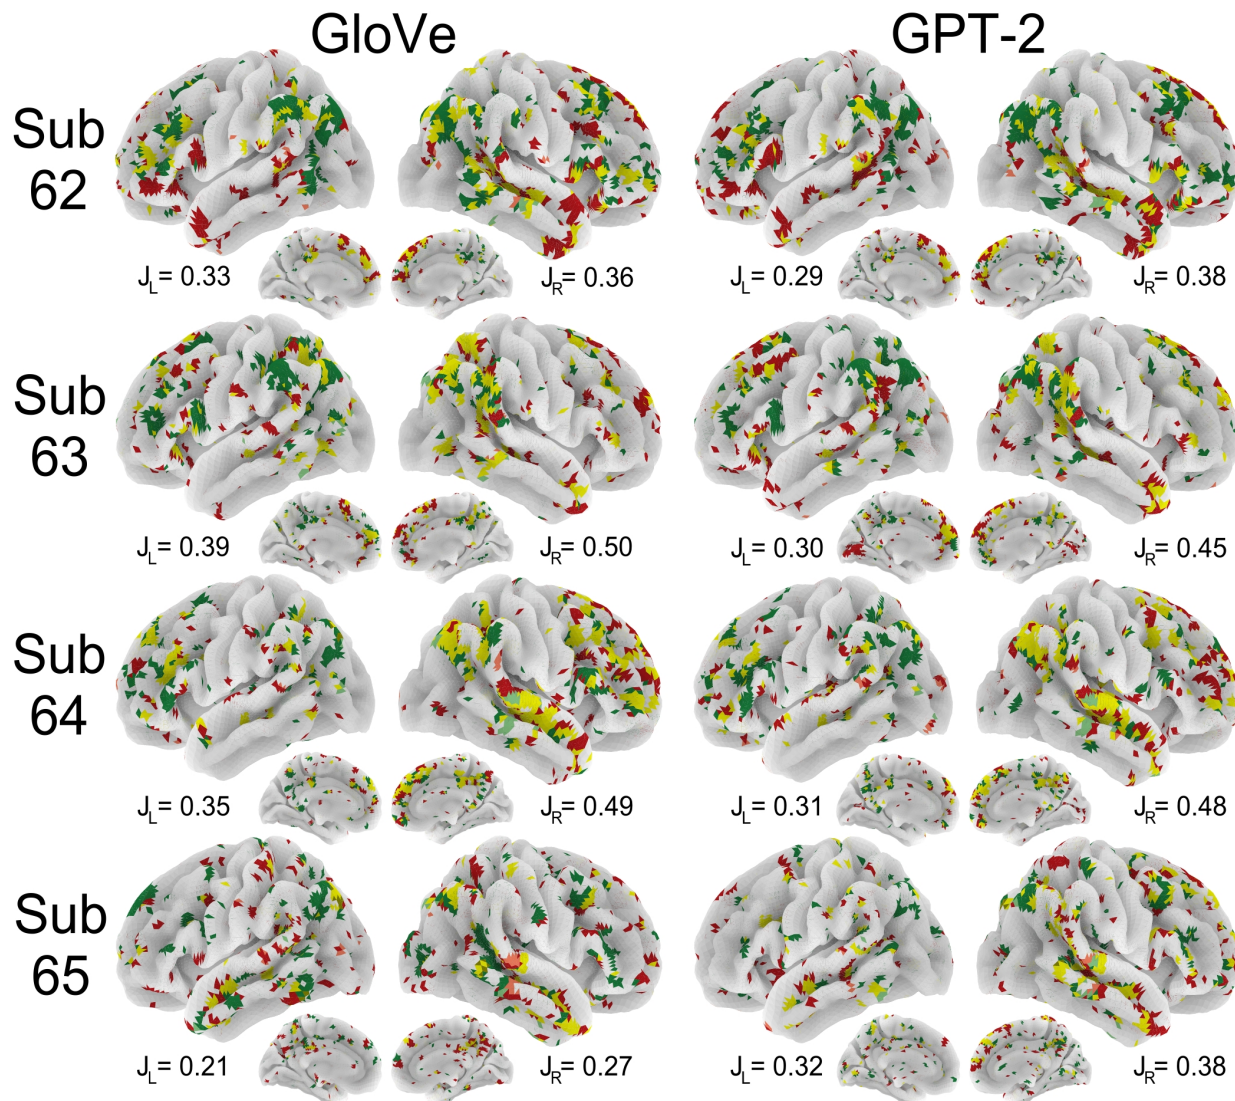 GloVe GPT-2
Sub
62
J_L = 0.33 J_R = 0.36 J_L = 0.29 J_R = 0.38
Sub
63
J_L = 0.39 J_R = 0.50 J_L = 0.30 J_R = 0.45
Sub
64
J_L = 0.35 J_R = 0.49 J_L = 0.31 J_R = 0.48
Sub
65
J_L = 0.21 J_R = 0.27 J_L = 0.32 J_R = 0.38